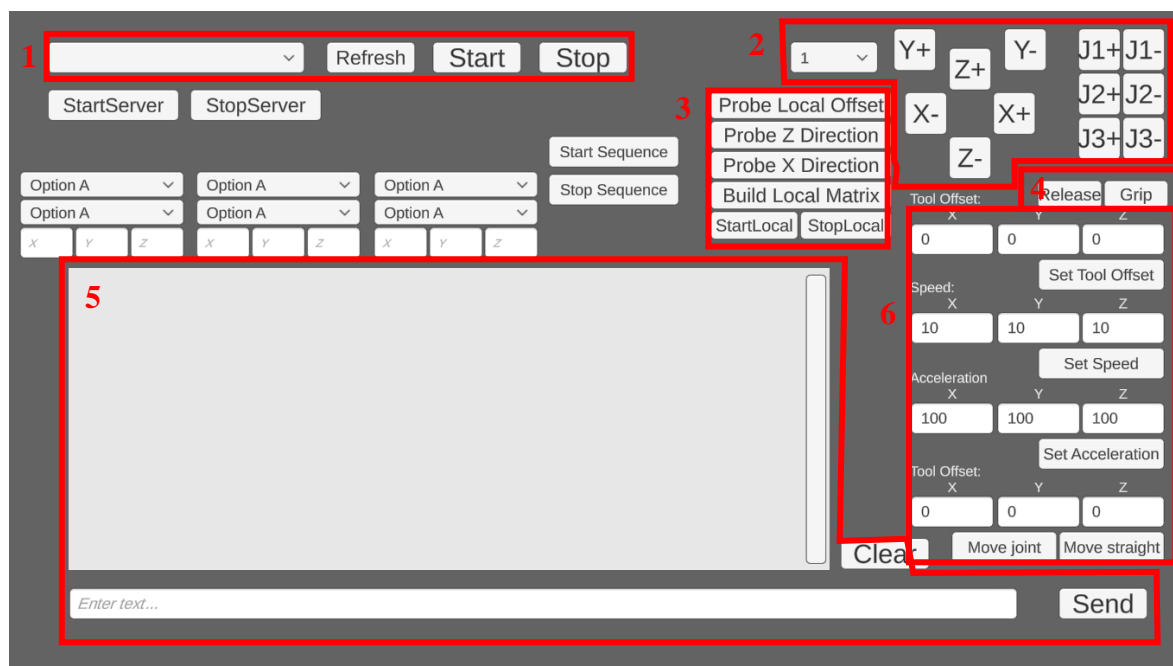 1 Refresh Start Stop
2 1 Y+ Z+ Y- J1+ J1-
X- X+ J2+ J2-
Z- J3+ J3-
StartServer StopServer
3 Probe Local Offset
Probe Z Direction
Probe X Direction
Build Local Matrix
StartLocal StopLocal
Start Sequence
Stop Sequence
Option A Option A Option A
Option A Option A Option A
X Y Z X Y Z X Y Z
4 Release Grip
5
6
Tool Offset:
X Y Z
0 0 0
Set Tool Offset
Speed:
X Y Z
10 10 10
Set Speed
Acceleration
X Y Z
100 100 100
Set Acceleration
Tool Offset:
X Y Z
0 0 0
Move joint Move straight
Clear
Enter text... Send